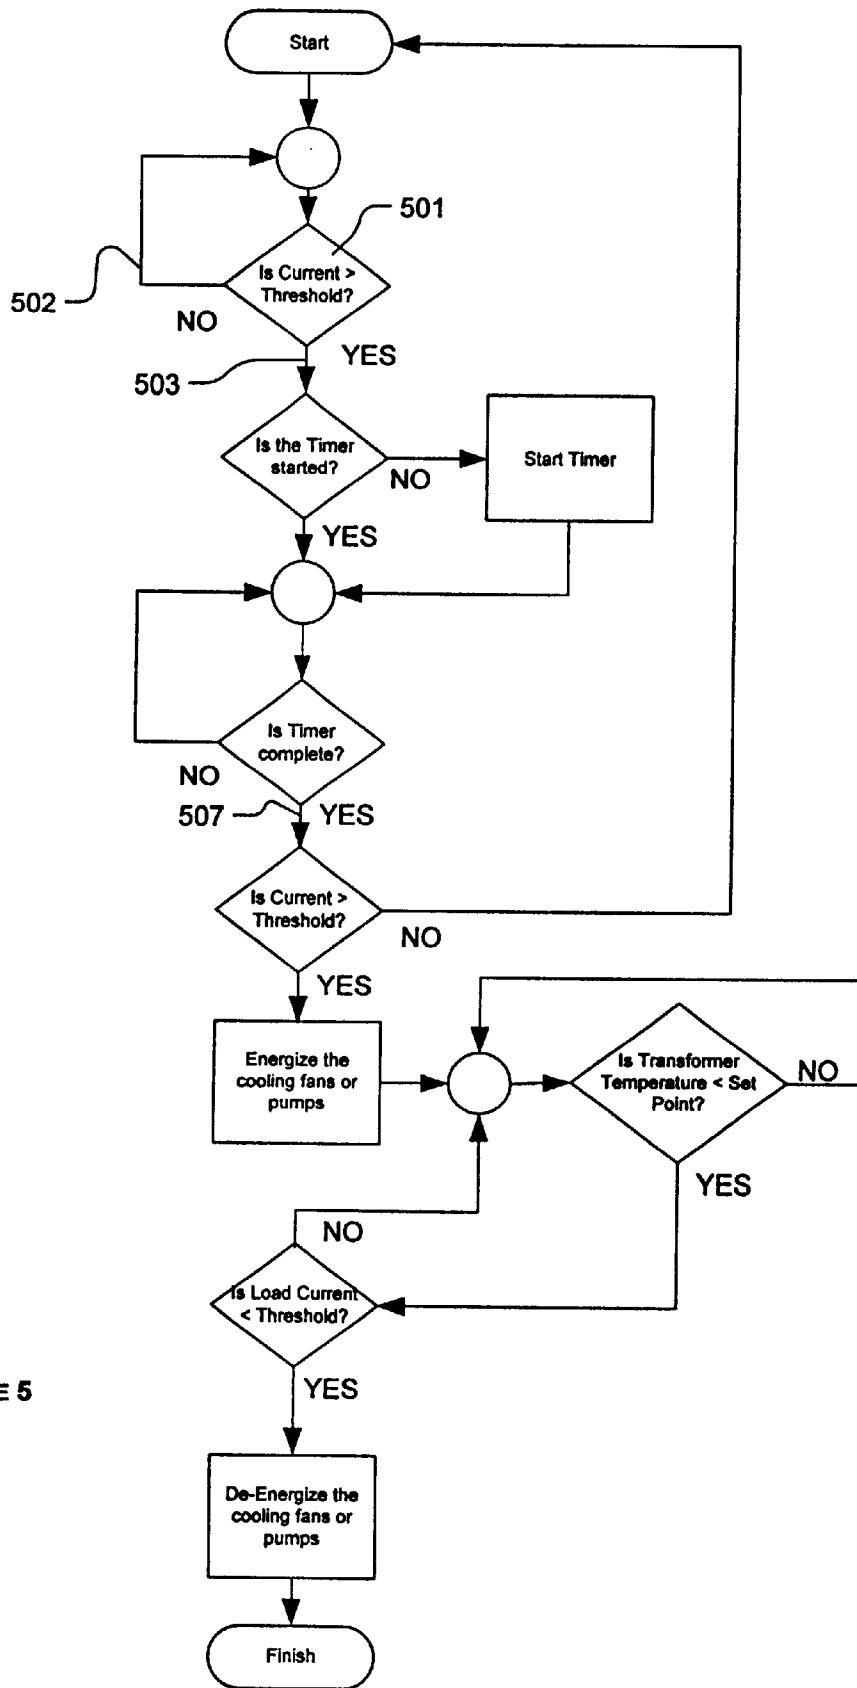 Start
501
Is Current >
Threshold?
502
NO
YES
503
Is the Timer
started?
NO
Start Timer
YES
Is Timer
complete?
NO
507
YES
Is Current >
Threshold?
NO
YES
Energize the
cooling fans or
pumps
Is Transformer
Temperature < Set
Point?
NO
YES
NO
Is Load Current
< Threshold?
YES
E 5
De-Energize the
cooling fans or
pumps
Finish